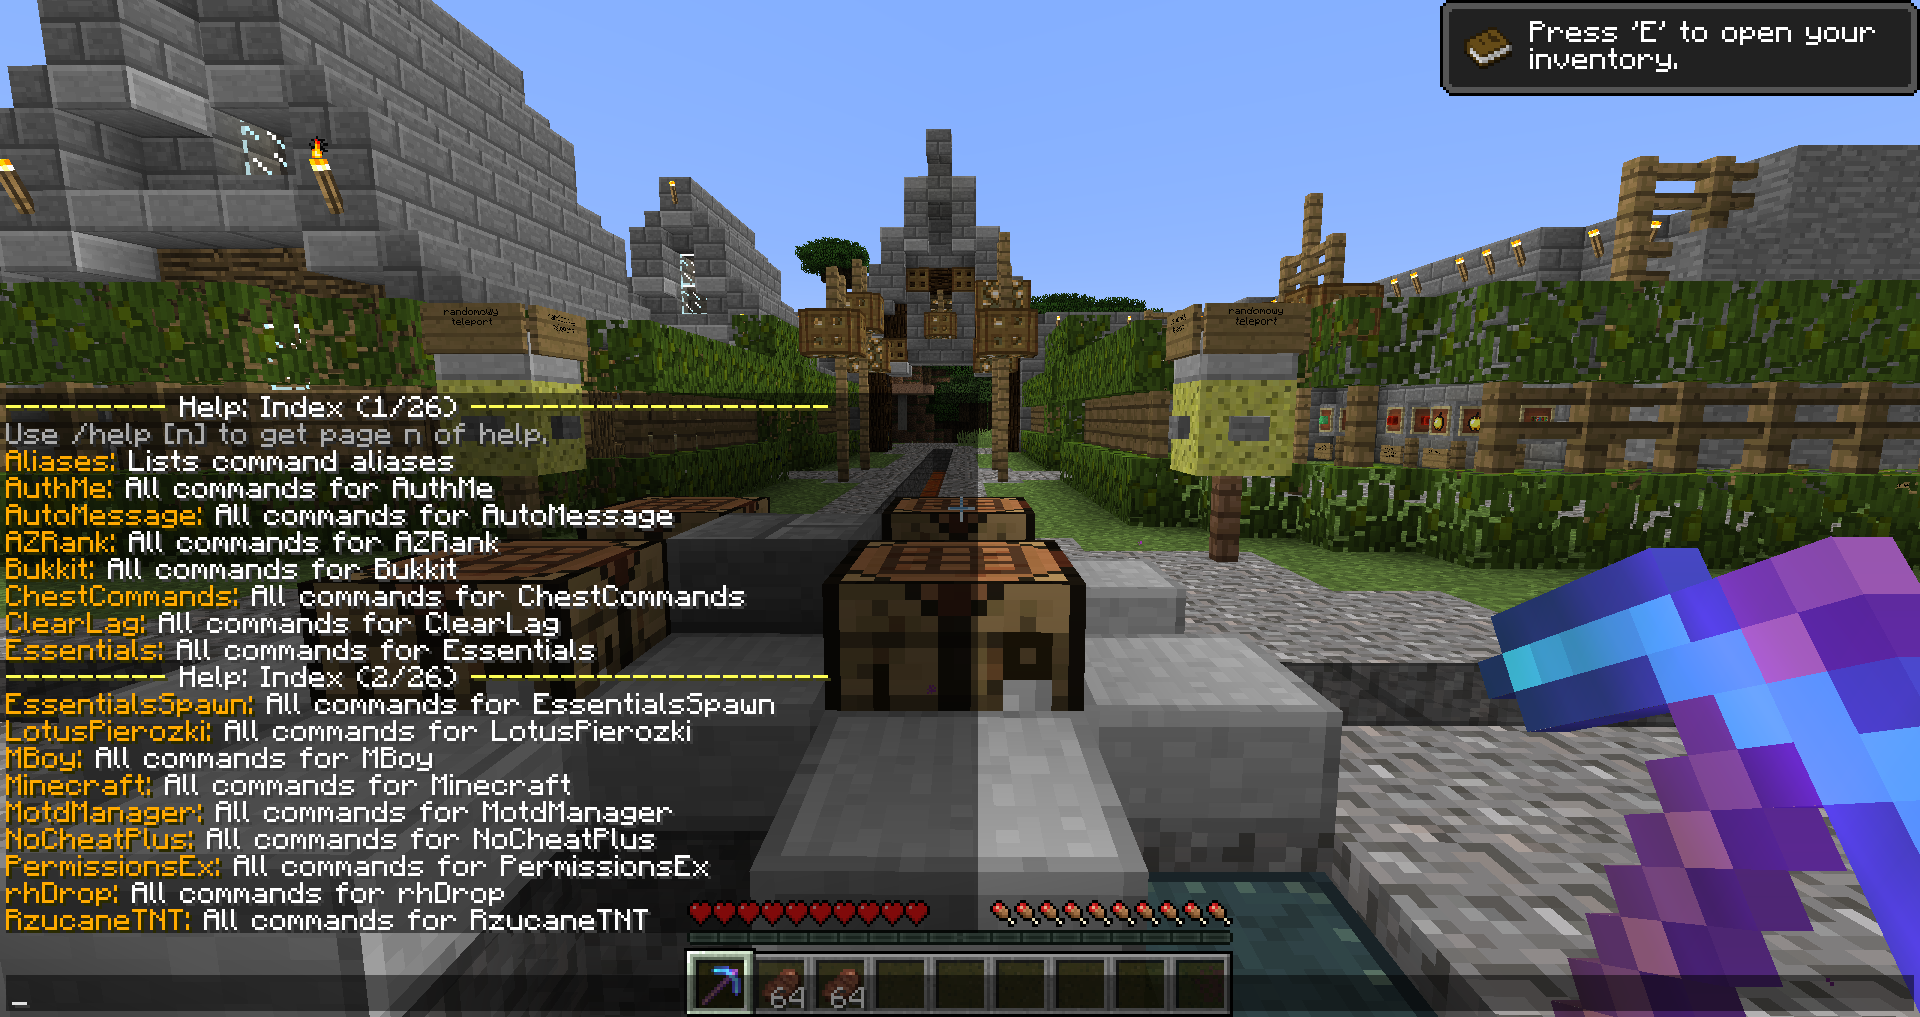 Press 'E' to open your
inventory.
randomowy
teleport
randomowy
teleport
---------- Help: Index (1/26) ----------------------
Use /help [n] to get page n of help.
Aliases: Lists command aliases
AuthMe: All commands for AuthMe
AutoMessage: All commands for AutoMessage
AZRank: All commands for AZRank
Bukkit: All commands for Bukkit
ChestCommands: All commands for ChestCommands
ClearLag: All commands for ClearLag
Essentials: All commands for Essentials
---------- Help: Index (2/26) ----------------------
EssentialsSpawn: All commands for EssentialsSpawn
LotusPierozki: All commands for LotusPierozki
MBoy: All commands for MBoy
Minecraft: All commands for Minecraft
MotdManager: All commands for MotdManager
NoCheatPlus: All commands for NoCheatPlus
PermissionsEx: All commands for PermissionsEx
rhDrop: All commands for rhDrop
RzucaneTNT: All commands for RzucaneTNT
_
64 64